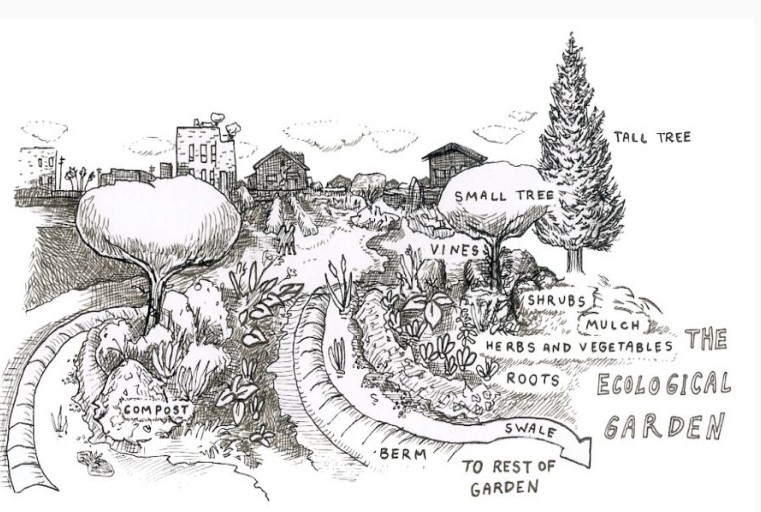 TALL TREE
SMALL TREE
VINES
SHRUBS
MULCH
HERBS AND VEGETABLES
ROOTS
THE
ECOLOGICAL
GARDEN
COMPOST
SWALE
BERM
TO REST OF
GARDEN